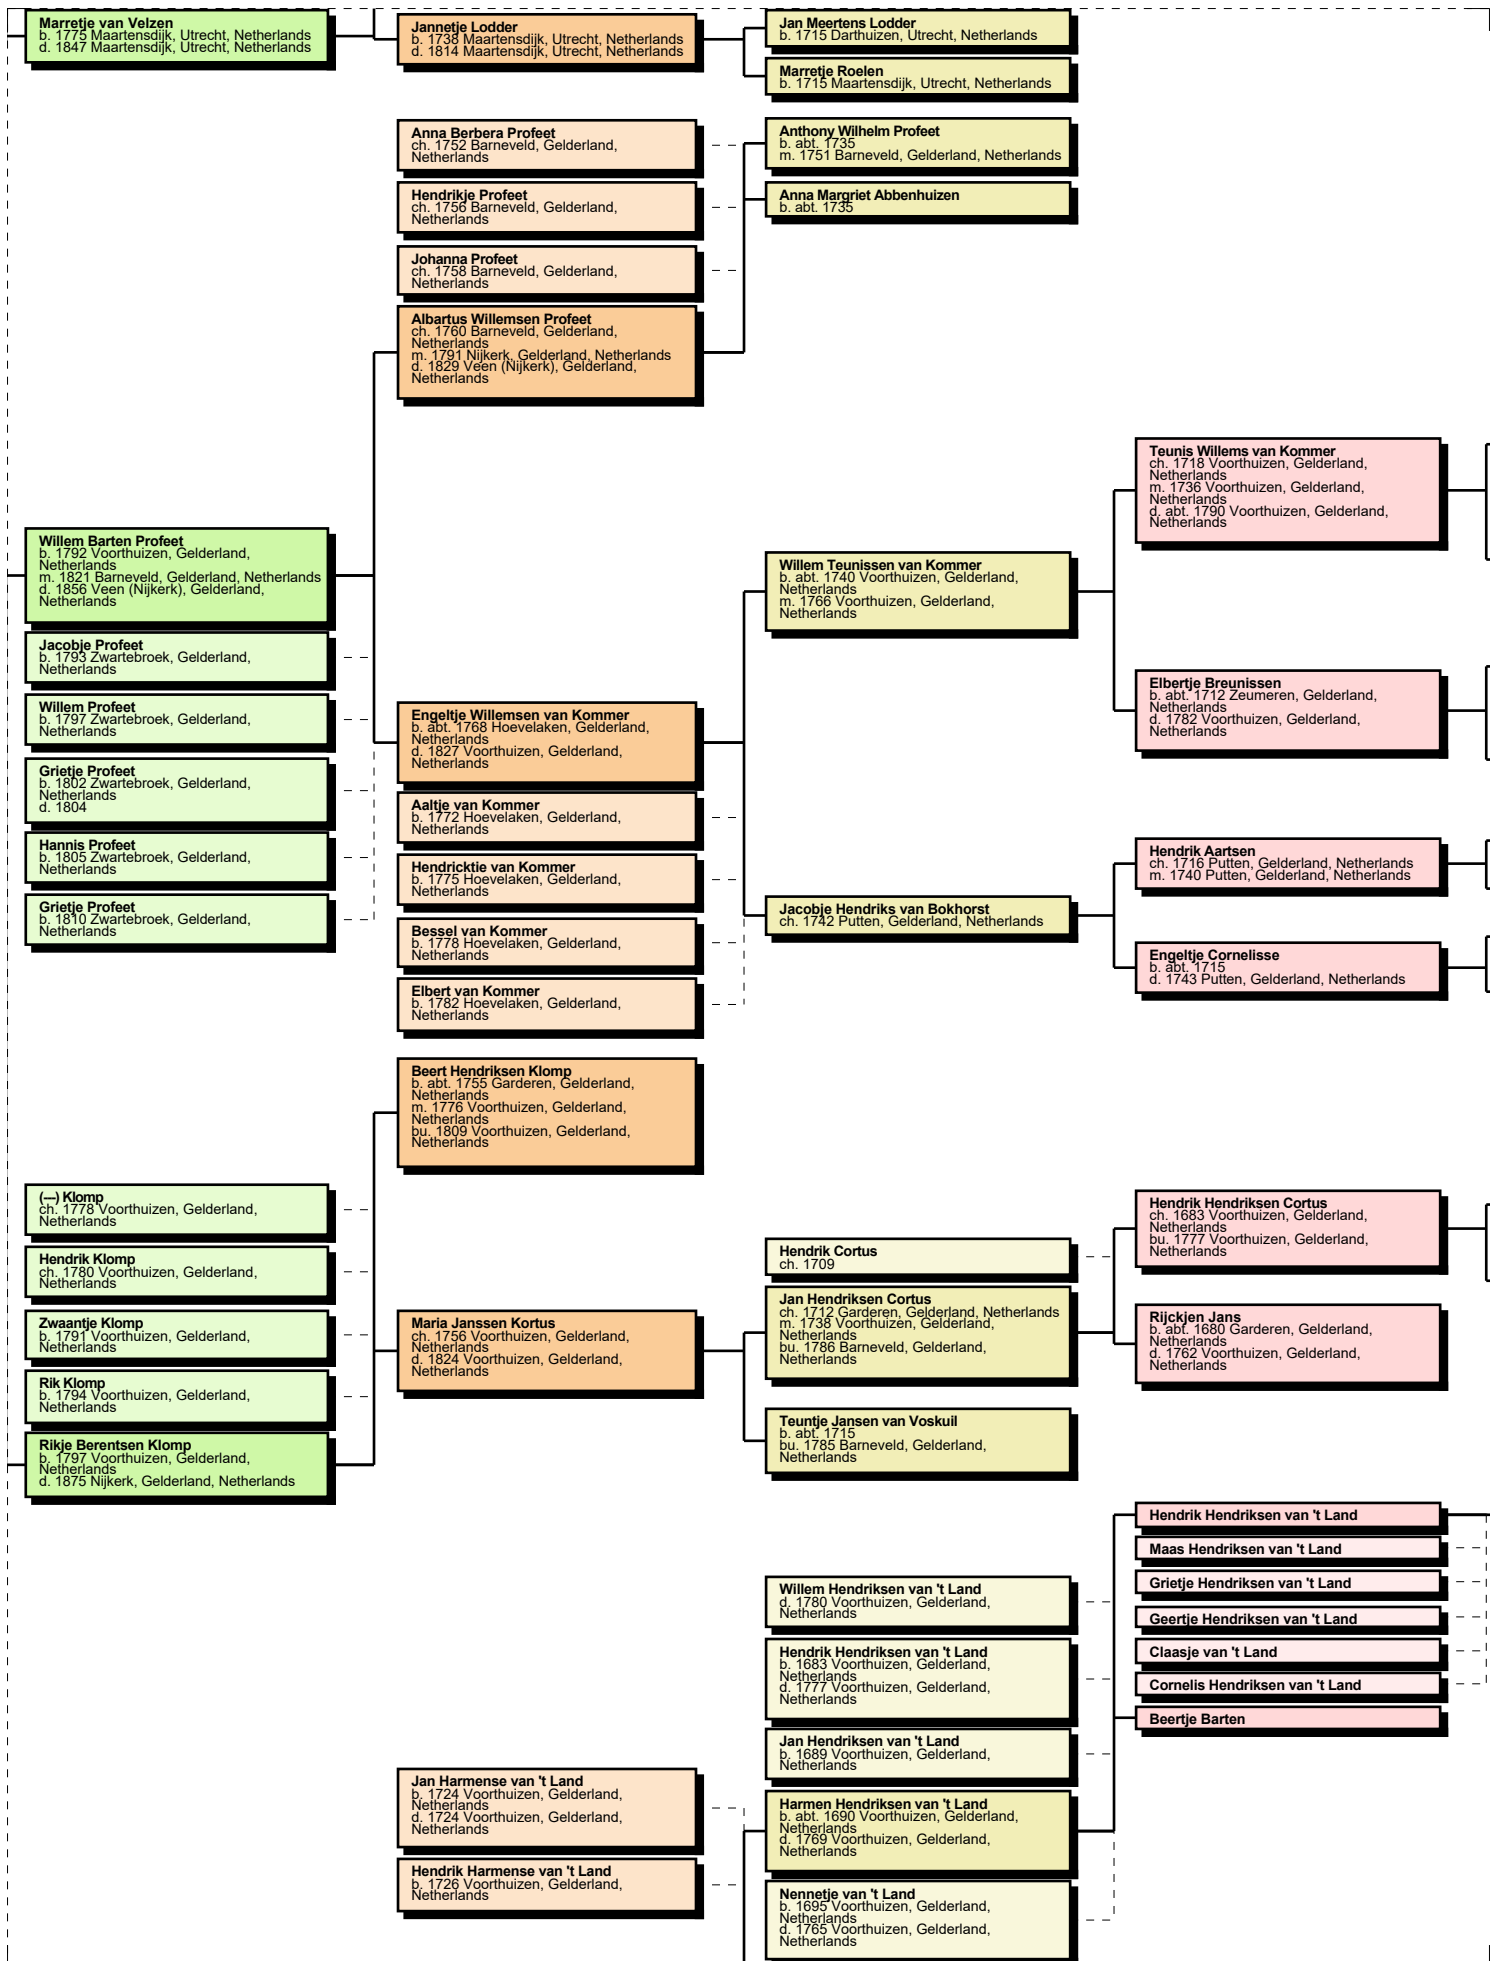 Marretje van Velzen
b. 1775 Maartensdijk, Utrecht, Netherlands
d. 1847 Maartensdijk, Utrecht, Netherlands
Willem Barten Profeet
b. 1792 Voorthuizen, Gelderland,
Netherlands
m. 1821 Barneveld, Gelderland, Netherlands
d. 1856 Veen (Nijkerk), Gelderland,
Netherlands
Jacobje Profeet
b. 1793 Zwartebroek, Gelderland,
Netherlands
Willem Profeet
b. 1797 Zwartebroek, Gelderland,
Netherlands
Grietje Profeet
b. 1802 Zwartebroek, Gelderland,
Netherlands
d. 1804
Hannis Profeet
b. 1805 Zwartebroek, Gelderland,
Netherlands
Grietje Profeet
b. 1810 Zwartebroek, Gelderland,
Netherlands
(---) Klomp
ch. 1778 Voorthuizen, Gelderland,
Netherlands
Hendrik Klomp
ch. 1780 Voorthuizen, Gelderland,
Netherlands
Zwaantje Klomp
b. 1791 Voorthuizen, Gelderland,
Netherlands
Rik Klomp
b. 1794 Voorthuizen, Gelderland,
Netherlands
Rikje Berentsen Klomp
b. 1797 Voorthuizen, Gelderland,
Netherlands
d. 1875 Nijkerk, Gelderland, Netherlands
Jannetje Lodder
b. 1738 Maartensdijk, Utrecht, Netherlands
d. 1814 Maartensdijk, Utrecht, Netherlands
Anna Berbera Profeet
ch. 1752 Barneveld, Gelderland,
Netherlands
Hendrikje Profeet
ch. 1756 Barneveld, Gelderland,
Netherlands
Johanna Profeet
ch. 1758 Barneveld, Gelderland,
Netherlands
Albartus Willemsen Profeet
ch. 1760 Barneveld, Gelderland,
Netherlands
m. 1791 Nijkerk, Gelderland, Netherlands
d. 1829 Veen (Nijkerk), Gelderland,
Netherlands
Engeltje Willemsen van Kommer
b. abt. 1768 Hoevelaken, Gelderland,
Netherlands
d. 1827 Voorthuizen, Gelderland,
Netherlands
Aaltje van Kommer
b. 1772 Hoevelaken, Gelderland,
Netherlands
Hendricktie van Kommer
b. 1775 Hoevelaken, Gelderland,
Netherlands
Bessel van Kommer
b. 1778 Hoevelaken, Gelderland,
Netherlands
Elbert van Kommer
b. 1782 Hoevelaken, Gelderland,
Netherlands
Beert Hendriksen Klomp
b. abt. 1755 Garderen, Gelderland,
Netherlands
m. 1776 Voorthuizen, Gelderland,
Netherlands
bu. 1809 Voorthuizen, Gelderland,
Netherlands
Maria Janssen Kortus
ch. 1756 Voorthuizen, Gelderland,
Netherlands
d. 1824 Voorthuizen, Gelderland,
Netherlands
Jan Harmense van 't Land
b. 1724 Voorthuizen, Gelderland,
Netherlands
d. 1724 Voorthuizen, Gelderland,
Netherlands
Hendrik Harmense van 't Land
b. 1726 Voorthuizen, Gelderland,
Netherlands
Jan Meertens Lodder
b. 1715 Darthuizen, Utrecht, Netherlands
Marretje Roelen
b. 1715 Maartensdijk, Utrecht, Netherlands
Anthony Wilhelm Profeet
b. abt. 1735
m. 1751 Barneveld, Gelderland, Netherlands
Anna Margriet Abbenhuizen
b. abt. 1735
Willem Teunissen van Kommer
b. abt. 1740 Voorthuizen, Gelderland,
Netherlands
m. 1766 Voorthuizen, Gelderland,
Netherlands
Jacobje Hendriks van Bokhorst
ch. 1742 Putten, Gelderland, Netherlands
Hendrik Cortus
ch. 1709
Jan Hendriksen Cortus
ch. 1712 Garderen, Gelderland, Netherlands
m. 1738 Voorthuizen, Gelderland,
Netherlands
bu. 1786 Barneveld, Gelderland,
Netherlands
Teuntje Jansen van Voskuil
b. abt. 1715
bu. 1785 Barneveld, Gelderland,
Netherlands
Willem Hendriksen van 't Land
d. 1780 Voorthuizen, Gelderland,
Netherlands
Hendrik Hendriksen van 't Land
b. 1683 Voorthuizen, Gelderland,
Netherlands
d. 1777 Voorthuizen, Gelderland,
Netherlands
Jan Hendriksen van 't Land
b. 1689 Voorthuizen, Gelderland,
Netherlands
Harmen Hendriksen van 't Land
b. abt. 1690 Voorthuizen, Gelderland,
Netherlands
d. 1769 Voorthuizen, Gelderland,
Netherlands
Nennetje van 't Land
b. 1695 Voorthuizen, Gelderland,
Netherlands
d. 1765 Voorthuizen, Gelderland,
Netherlands
Teunis Willems van Kommer
ch. 1718 Voorthuizen, Gelderland,
Netherlands
m. 1736 Voorthuizen, Gelderland,
Netherlands
d. abt. 1790 Voorthuizen, Gelderland,
Netherlands
Elbertje Breunissen
b. abt. 1712 Zeumeren, Gelderland,
Netherlands
d. 1782 Voorthuizen, Gelderland,
Netherlands
Hendrik Aartsen
ch. 1716 Putten, Gelderland, Netherlands
m. 1740 Putten, Gelderland, Netherlands
Engeltje Cornelisse
b. abt. 1715
d. 1743 Putten, Gelderland, Netherlands
Hendrik Hendriksen Cortus
ch. 1683 Voorthuizen, Gelderland,
Netherlands
bu. 1777 Voorthuizen, Gelderland,
Netherlands
Rijckjen Jans
b. abt. 1680 Garderen, Gelderland,
Netherlands
d. 1762 Voorthuizen, Gelderland,
Netherlands
Hendrik Hendriksen van 't Land
Maas Hendriksen van 't Land
Grietje Hendriksen van 't Land
Geertje Hendriksen van 't Land
Claasje van 't Land
Cornelis Hendriksen van 't Land
Beertje Barten